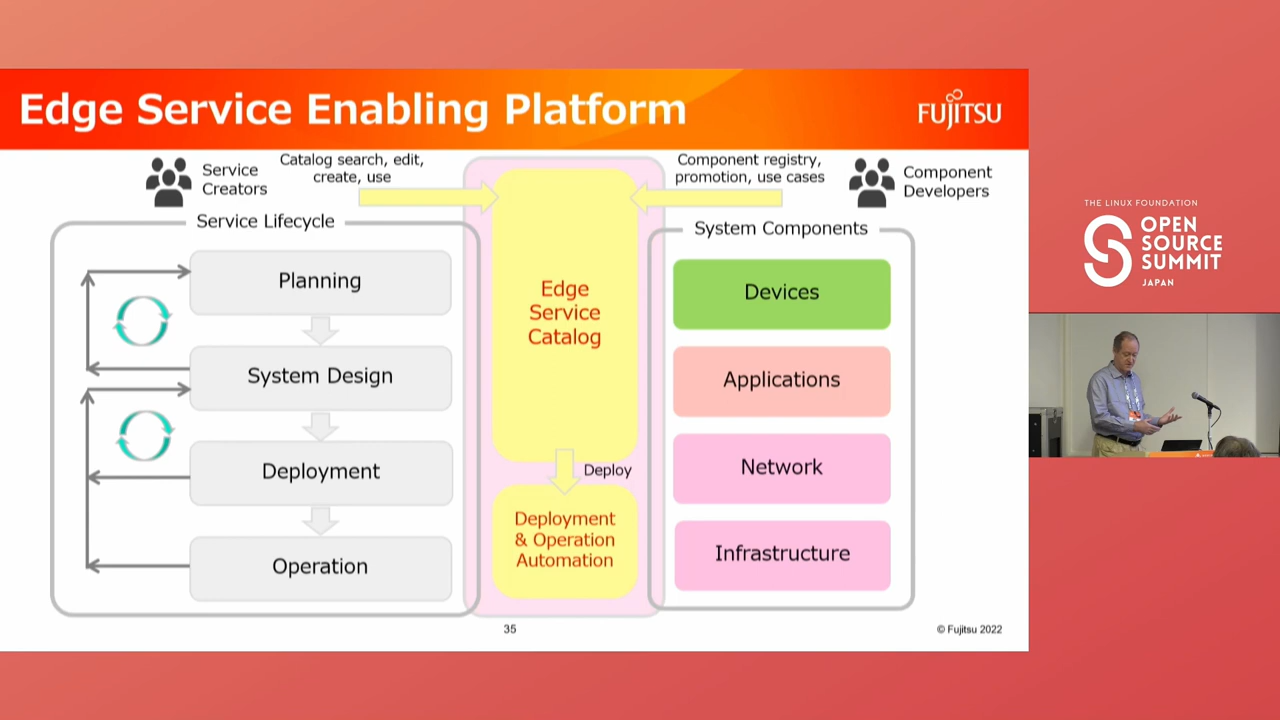 Edge Service Enabling Platform
FUJITSU
Service
Creators
Catalog search, edit,
create, use
Component registry,
promotion, use cases
Component
Developers
Service Lifecycle
Planning
System Design
Deployment
Operation
Edge
Service
Catalog
Deploy
Deployment
& Operation
Automation
System Components
Devices
Applications
Network
Infrastructure
35
© Fujitsu 2022
THE LINUX FOUNDATION
OPEN
SOURCE
SUMMIT
JAPAN